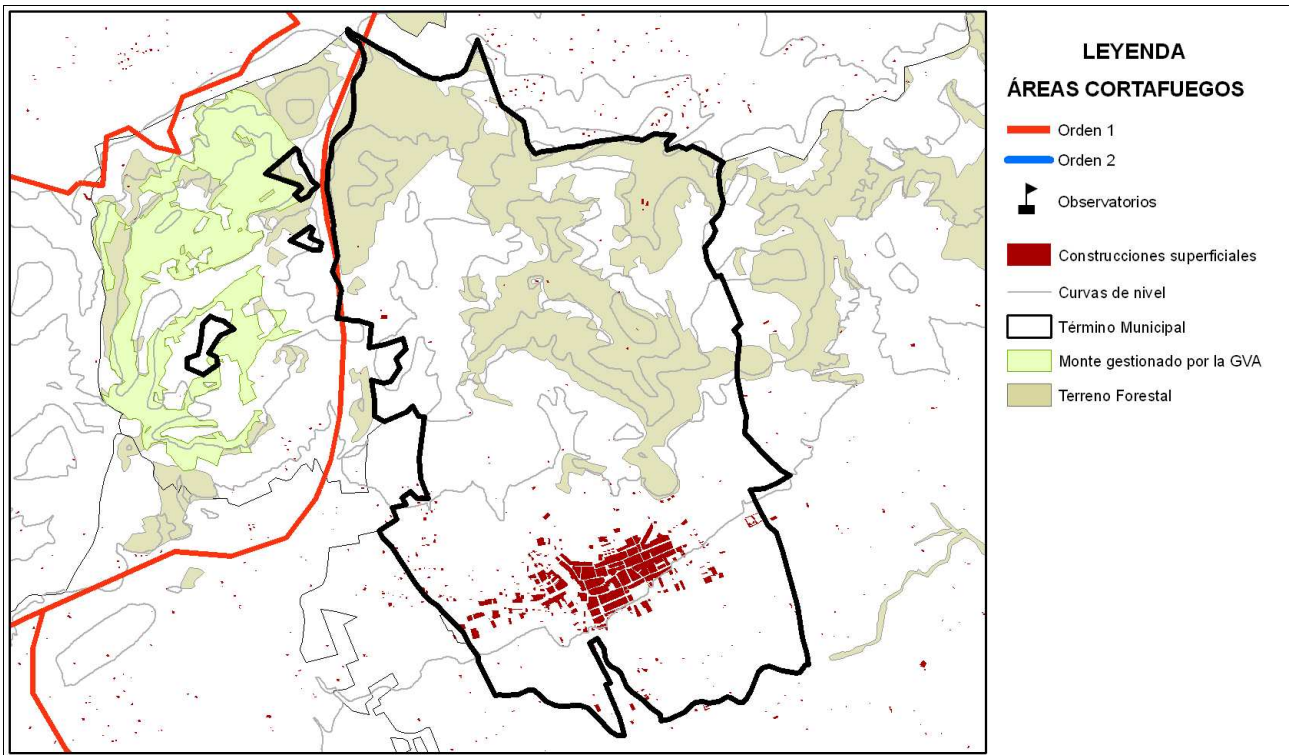 LEYENDA
ÁREAS CORTAFUEGOS
Orden 1
Orden 2
Observatorios
Construcciones superficiales
Curvas de nivel
Término Municipal
Monte gestionado por la GVA
Terreno Forestal